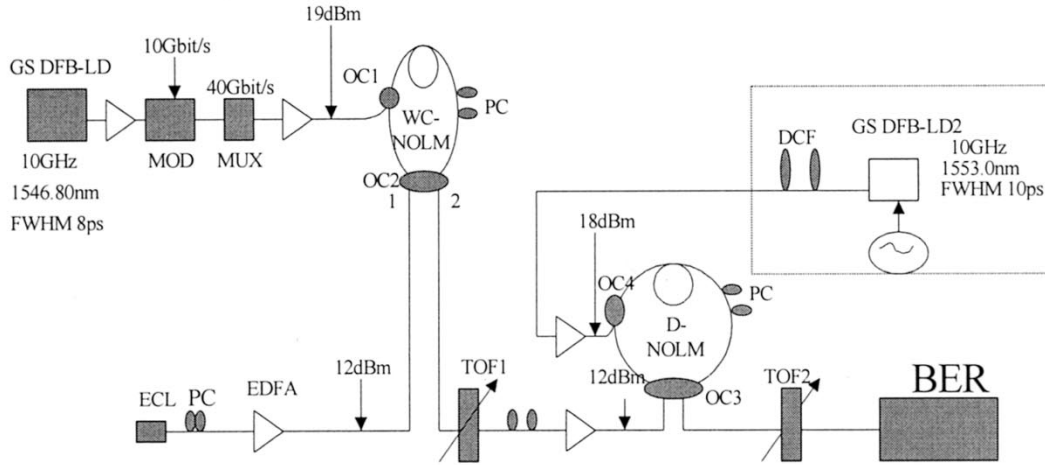 19dBm
10Gbit/s
GS DFB-LD
40Gbit/s
OC1
WC-
NOLM
PC
MOD
MUX
10GHz
1546.80nm
FWHM 8ps
OC2
1
2
DCF
GS DFB-LD2
10GHz
1553.0nm
FWHM 10ps
18dBm
OC4
PC
D-
NOLM
12dBm
OC3
ECL
PC
EDFA
12dBm
TOF1
TOF2
BER